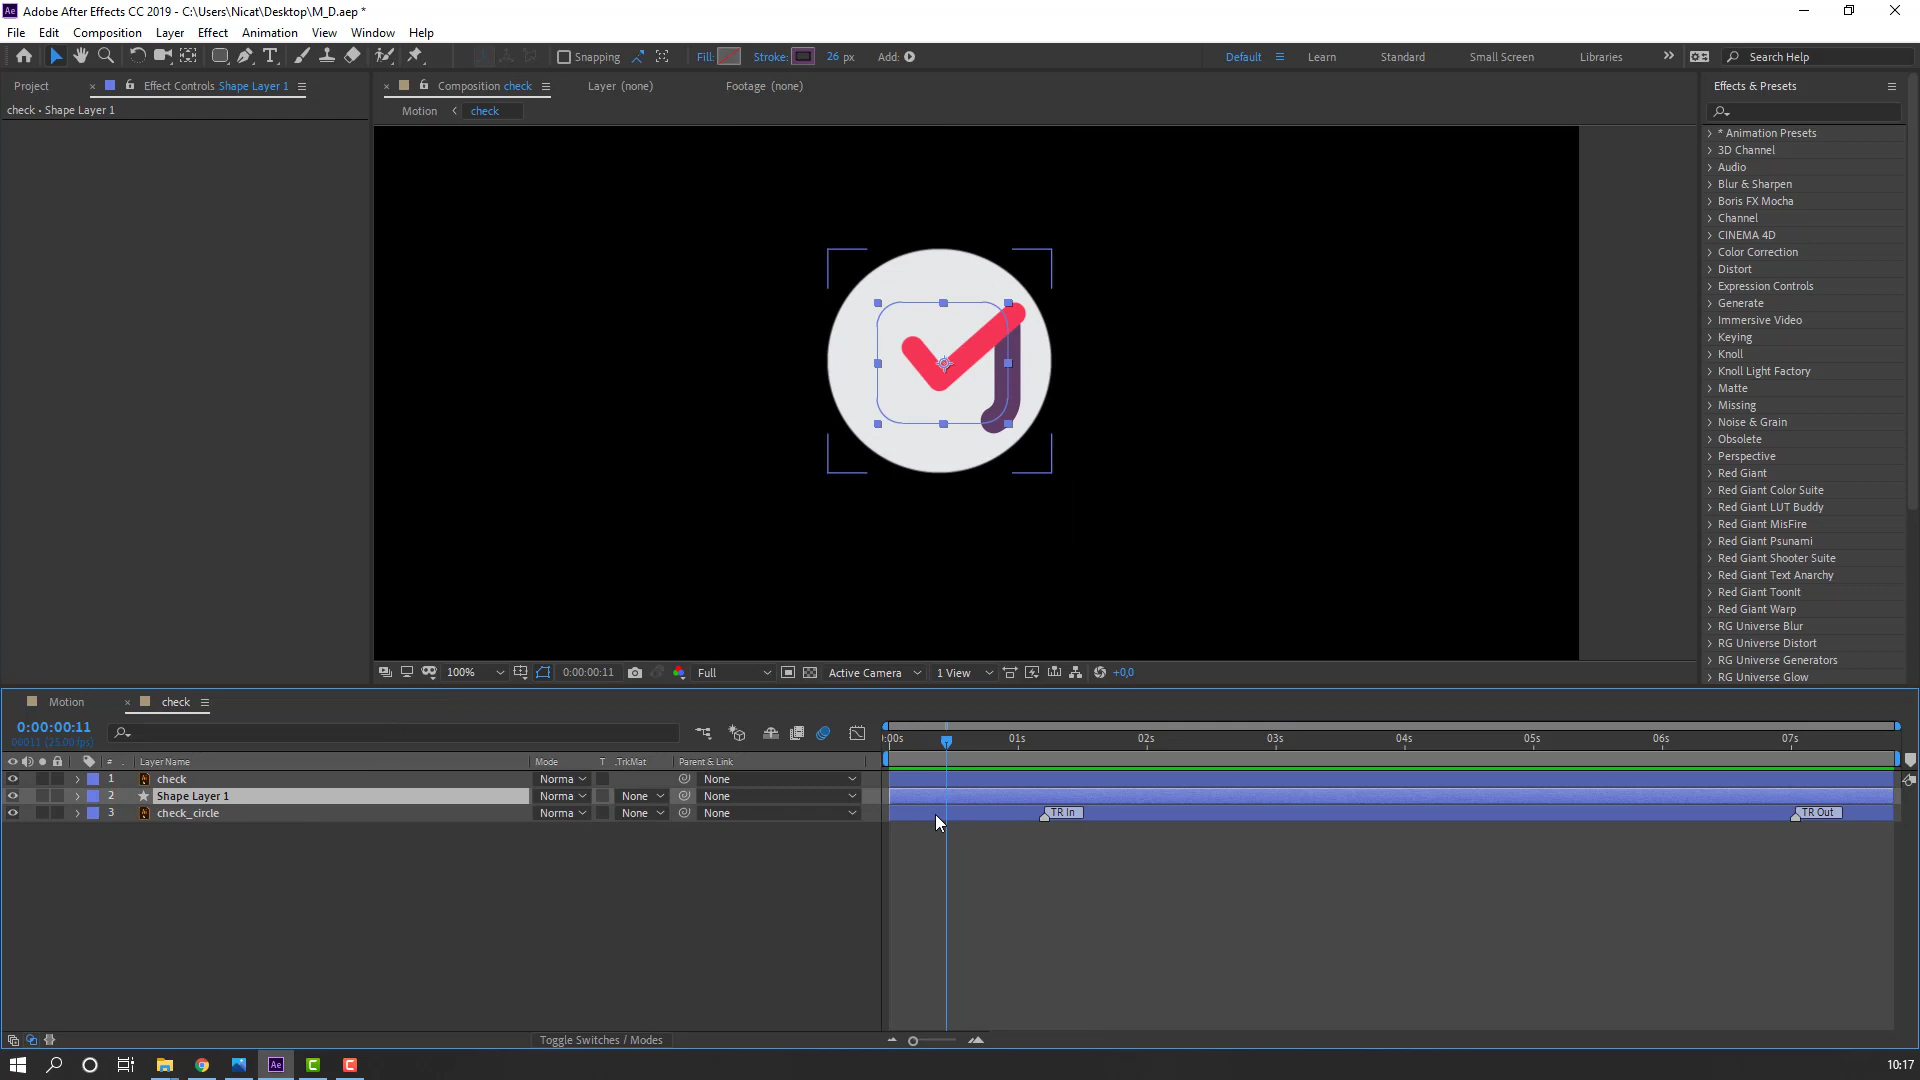 Adobe After Effects CC 2019 - C:\Users\Nicat\Desktop\M_D.aep *
File Edit Composition Layer Effect Animation View Window Help
Snapping Fill: Stroke: 26 px Add: Default Learn Standard Small Screen Libraries Search Help
Project Effect Controls Shape Layer 1 Composition check Layer (none) Footage (none) Effects & Presets
check • Shape Layer 1
Motion check
* Animation Presets
3D Channel
Audio
Blur & Sharpen
Boris FX Mocha
Channel
CINEMA 4D
Color Correction
Distort
Expression Controls
Generate
Immersive Video
Keying
Knoll
Knoll Light Factory
Matte
Missing
Noise & Grain
Obsolete
Perspective
Red Giant
Red Giant Color Suite
Red Giant LUT Buddy
Red Giant MisFire
Red Giant Psunami
Red Giant Shooter Suite
Red Giant Text Anarchy
Red Giant ToonIt
Red Giant Warp
RG Universe Blur
RG Universe Distort
RG Universe Generators
RG Universe Glow
100% 0:00:00:11 Full Active Camera 1 View +0,0
Motion check
0:00:00:11
00011 (25.00 fps)
:00s 01s 02s 03s 04s 05s 06s 07s
# Layer Name Mode T .TrkMat Parent & Link
1 check Norma None
2 Shape Layer 1 Norma None None
3 check_circle Norma None None TR In TR Out
Toggle Switches / Modes
Ae
10:17